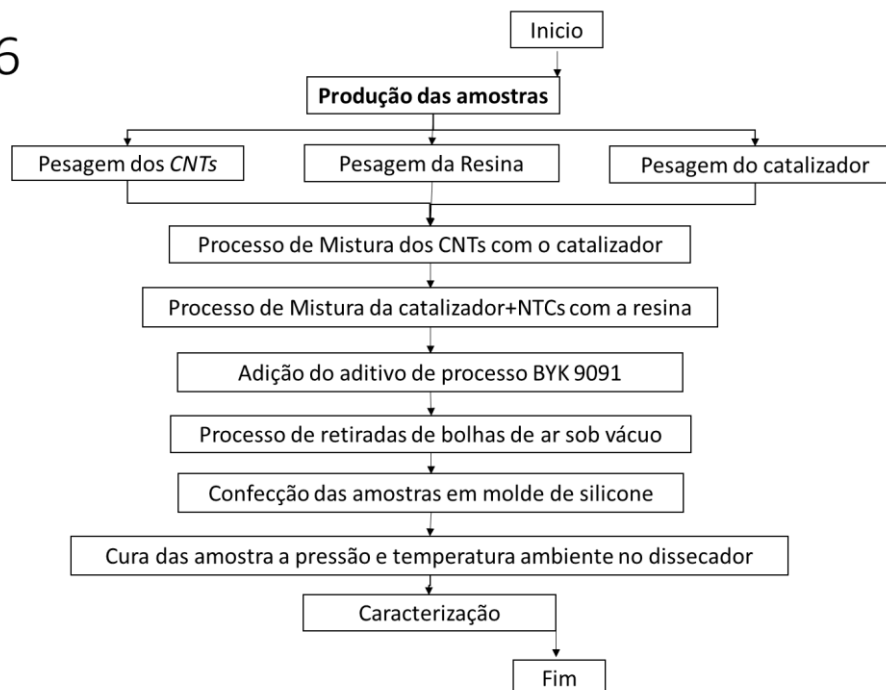 6
Inicio
Produção das amostras
Pesagem dos CNTs
Pesagem da Resina
Pesagem do catalizador
Processo de Mistura dos CNTs com o catalizador
Processo de Mistura da catalizador+NTCs com a resina
Adição do aditivo de processo BYK 9091
Processo de retiradas de bolhas de ar sob vácuo
Confecção das amostras em molde de silicone
Cura das amostra a pressão e temperatura ambiente no dissecador
Caracterização
Fim